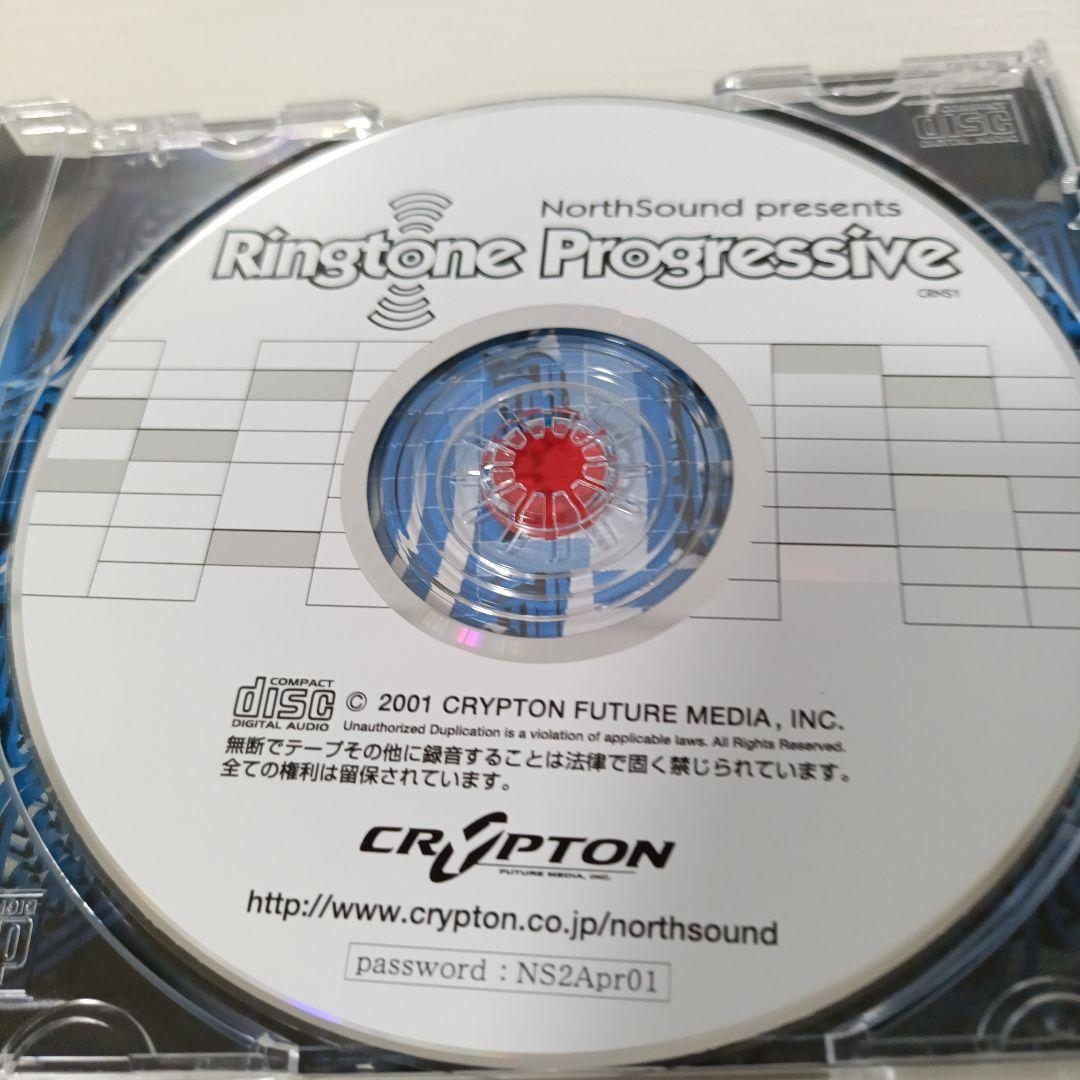 COMPACT
disc
DIGITAL AUDIO
NorthSound presents
Ringtone Progressive
CRNS1
COMPACT
disc
DIGITAL AUDIO
© 2001 CRYPTON FUTURE MEDIA, INC.
Unauthorized Duplication is a violation of applicable laws. All Rights Reserved.
無断でテープその他に録音することは法律で固く禁じられています。
全ての権利は留保されています。
CRYPTON
FUTURE MEDIA, INC.
http://www.crypton.co.jp/northsound
password : NS2Apr01